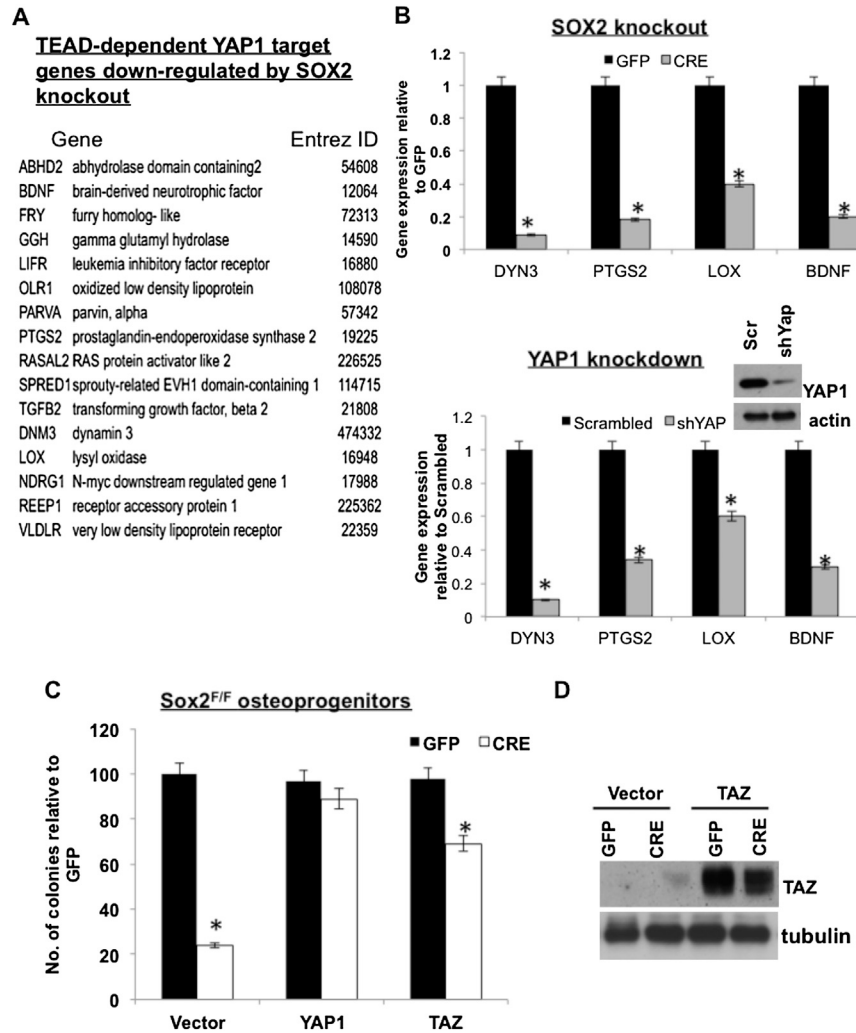 A
TEAD-dependent YAP1 target
genes down-regulated by SOX2
knockout
Gene Entrez ID
ABHD2 abhydrolase domain containing2 54608
BDNF brain-derived neurotrophic factor 12064
FRY furry homolog- like 72313
GGH gamma glutamyl hydrolase 14590
LIFR leukemia inhibitory factor receptor 16880
OLR1 oxidized low density lipoprotein 108078
PARVA parvin, alpha 57342
PTGS2 prostaglandin-endoperoxidase synthase 2 19225
RASAL2 RAS protein activator like 2 226525
SPRED1 sprouty-related EVH1 domain-containing 1 114715
TGFB2 transforming growth factor, beta 2 21808
DNM3 dynamin 3 474332
LOX lysyl oxidase 16948
NDRG1 N-myc downstream regulated gene 1 17988
REEP1 receptor accessory protein 1 225362
VLDLR very low density lipoprotein receptor 22359
B
SOX2 knockout
GFP CRE
Gene expression relative
to GFP
1.2
1
0.8
0.6
0.4
0.2
0
* * * *
DYN3 PTGS2 LOX BDNF
YAP1 knockdown
Scr shYap
YAP1
actin
Scrambled shYAP
Gene expression
relative to Scrambled
1.2
1
0.8
0.6
0.4
0.2
0
* * * *
DYN3 PTGS2 LOX BDNF
C
Sox2F/F osteoprogenitors
GFP CRE
No. of colonies relative to
GFP
120
100
80
60
40
20
0
* *
Vector YAP1 TAZ
D
Vector TAZ
GFP CRE GFP CRE
TAZ
tubulin